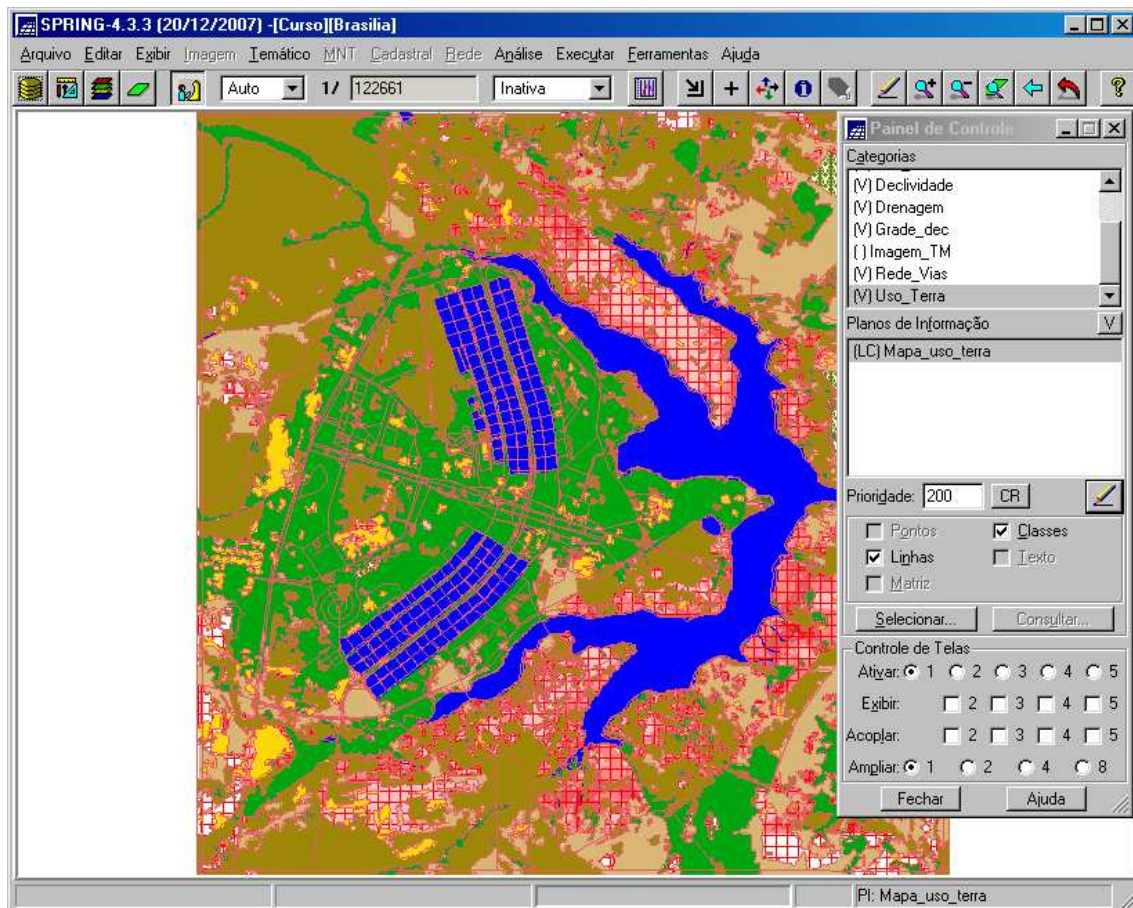 SPRING-4.3.3 (20/12/2007) -[Curso][Brasilia]
Arquivo Editar Exibir Imagem Temático MNT Cadastral Rede Análise Executar Ferramentas Ajuda
Auto 1/ 122661 Inativa
Painel de Controle
Categorias
(V) Declividade
(V) Drenagem
(V) Grade_dec
( ) Imagem_TM
(V) Rede_Vias
(V) Uso_Terra
Planos de Informação V
(LC) Mapa_uso_terra
Prioridade: 200 CR
Pontos Classes
Linhas Texto
Matriz
Selecionar... Consultar...
Controle de Telas
Ativar: 1 2 3 4 5
Exibir: 2 3 4 5
Acoplar: 2 3 4 5
Ampliar: 1 2 4 8
Fechar Ajuda
PI: Mapa_uso_terra